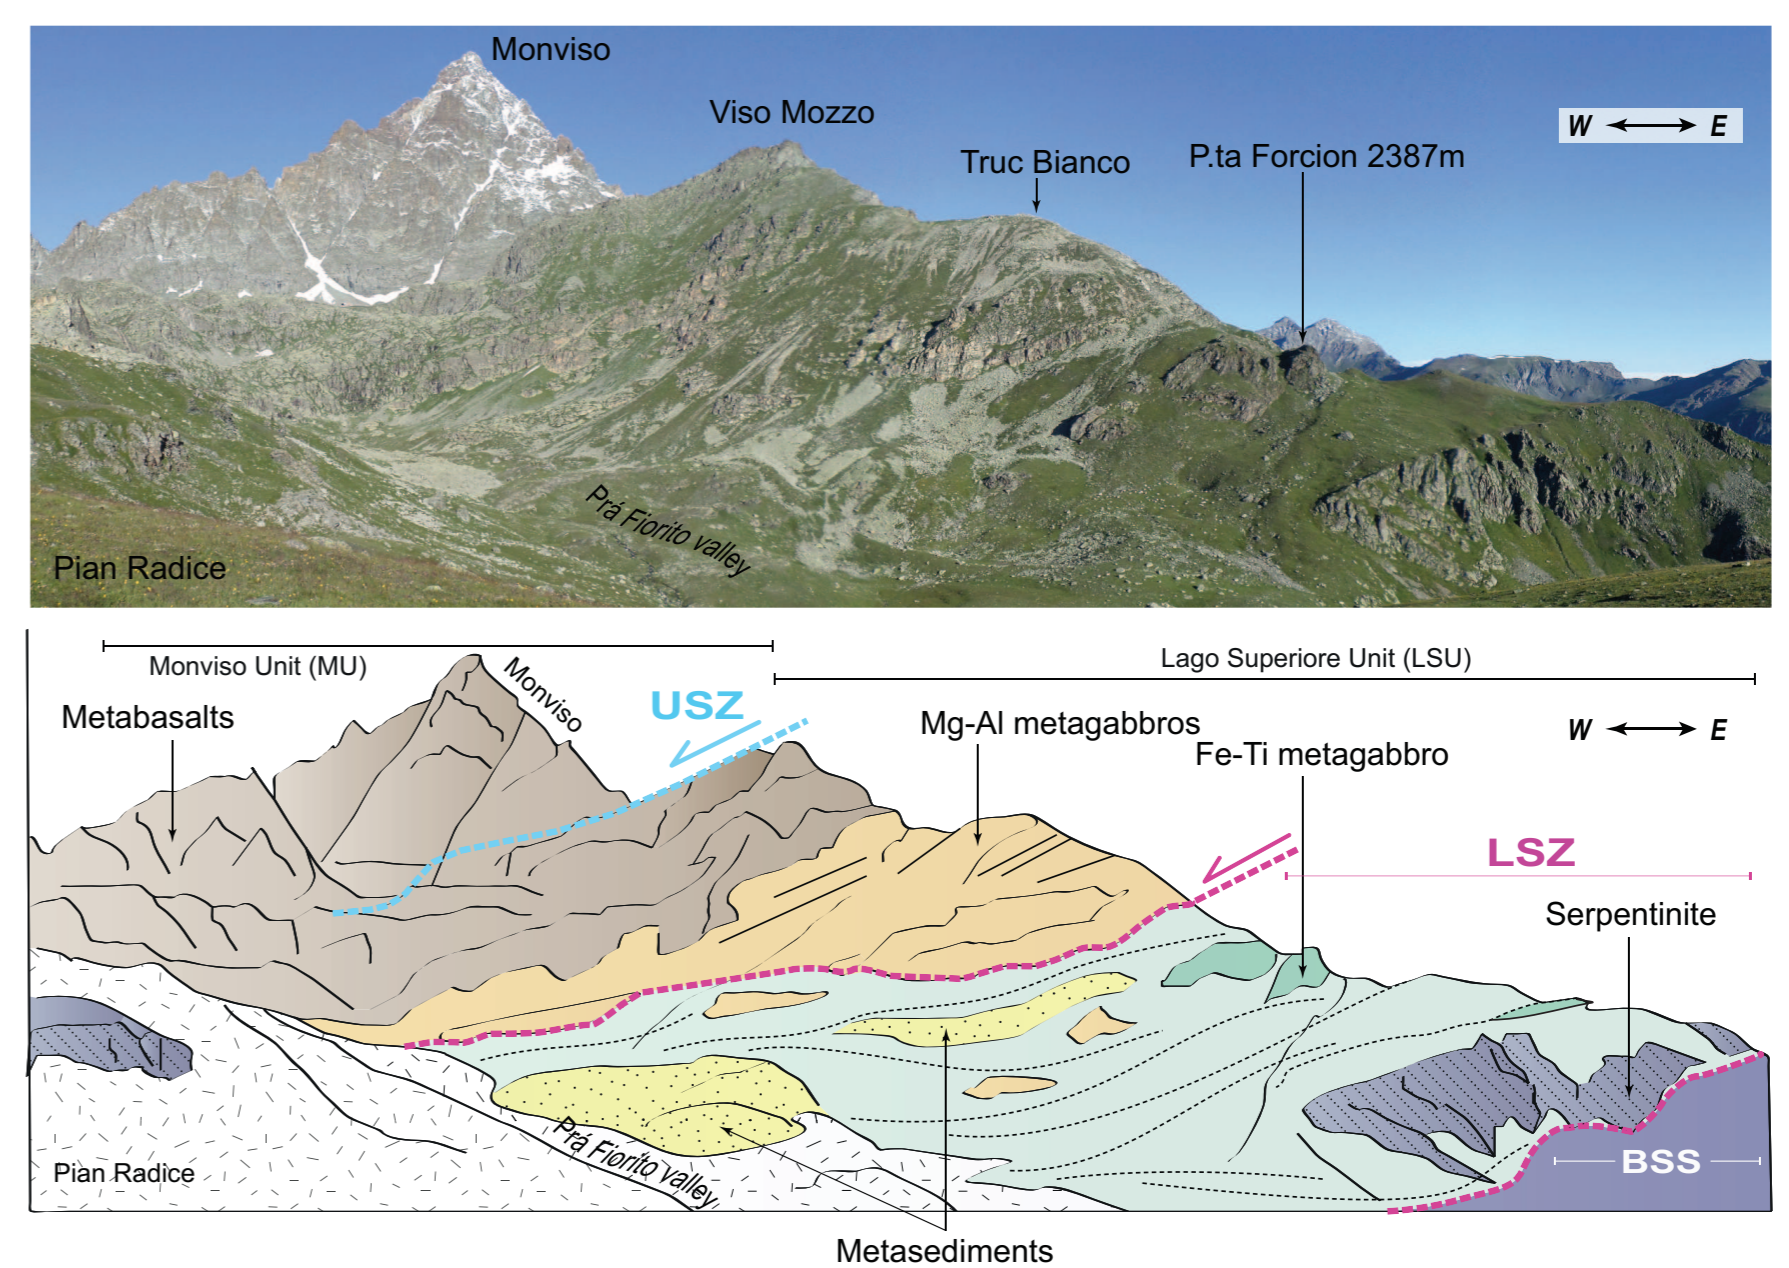 Monviso
Viso Mozzo
Truc Bianco
P.ta Forcion 2387m
W E
Prá Fiorito valley
Pian Radice
Monviso Unit (MU)
Lago Superiore Unit (LSU)
Monviso
USZ
Metabasalts
Mg-Al metagabbros
W E
Fe-Ti metagabbro
LSZ
Serpentinite
Prá Fiorito valley
BSS
Pian Radice
Metasediments